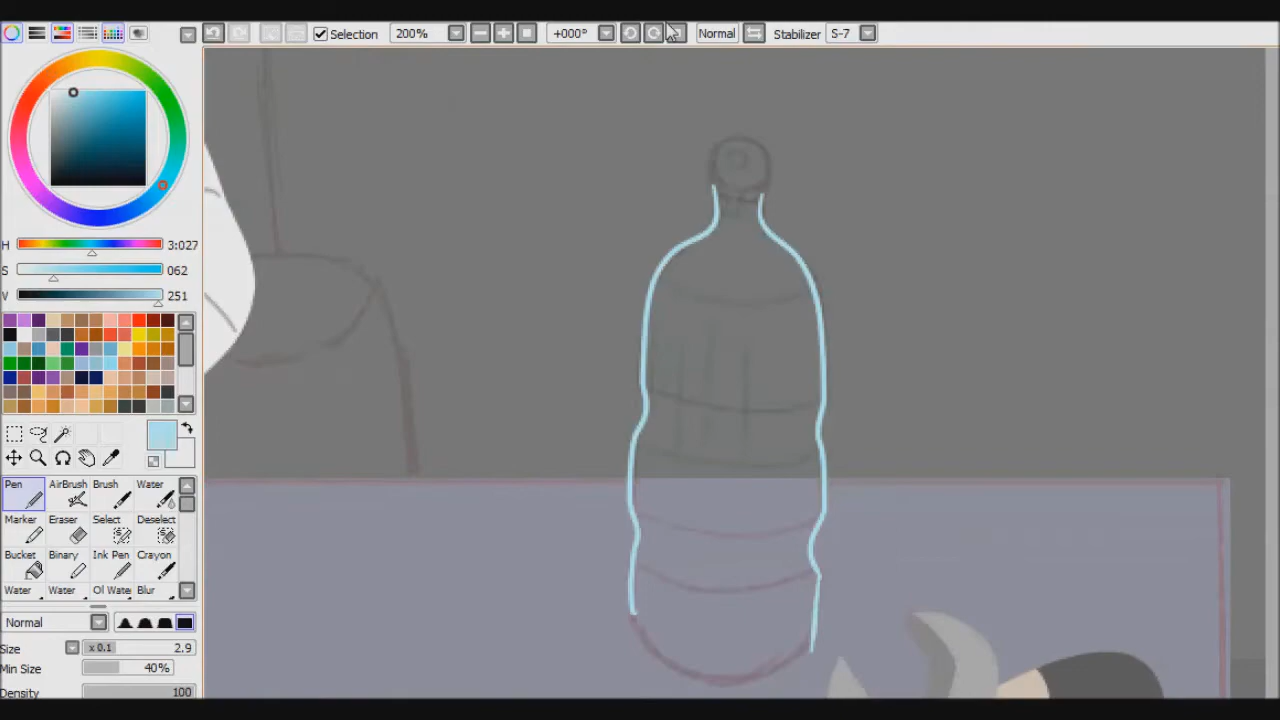 Selection 200% +000° Normal Stabilizer S-7
H 3:027
S 062
V 251
Pen AirBrush Brush Water
Marker Eraser Select Deselect
Bucket Binary Ink Pen Crayon
Water Water Ol Wate Blur
Normal
Size x 0.1 2.9
Min Size 40%
Density 100